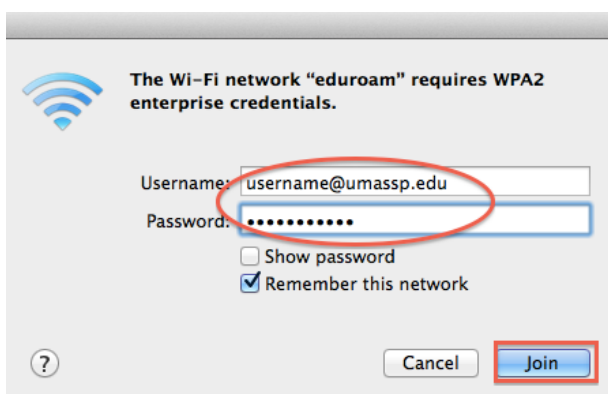 The Wi-Fi network “eduroam” requires WPA2
enterprise credentials.
Username: username@umassp.edu
Password: •••••••••••
Show password
Remember this network
? Cancel Join